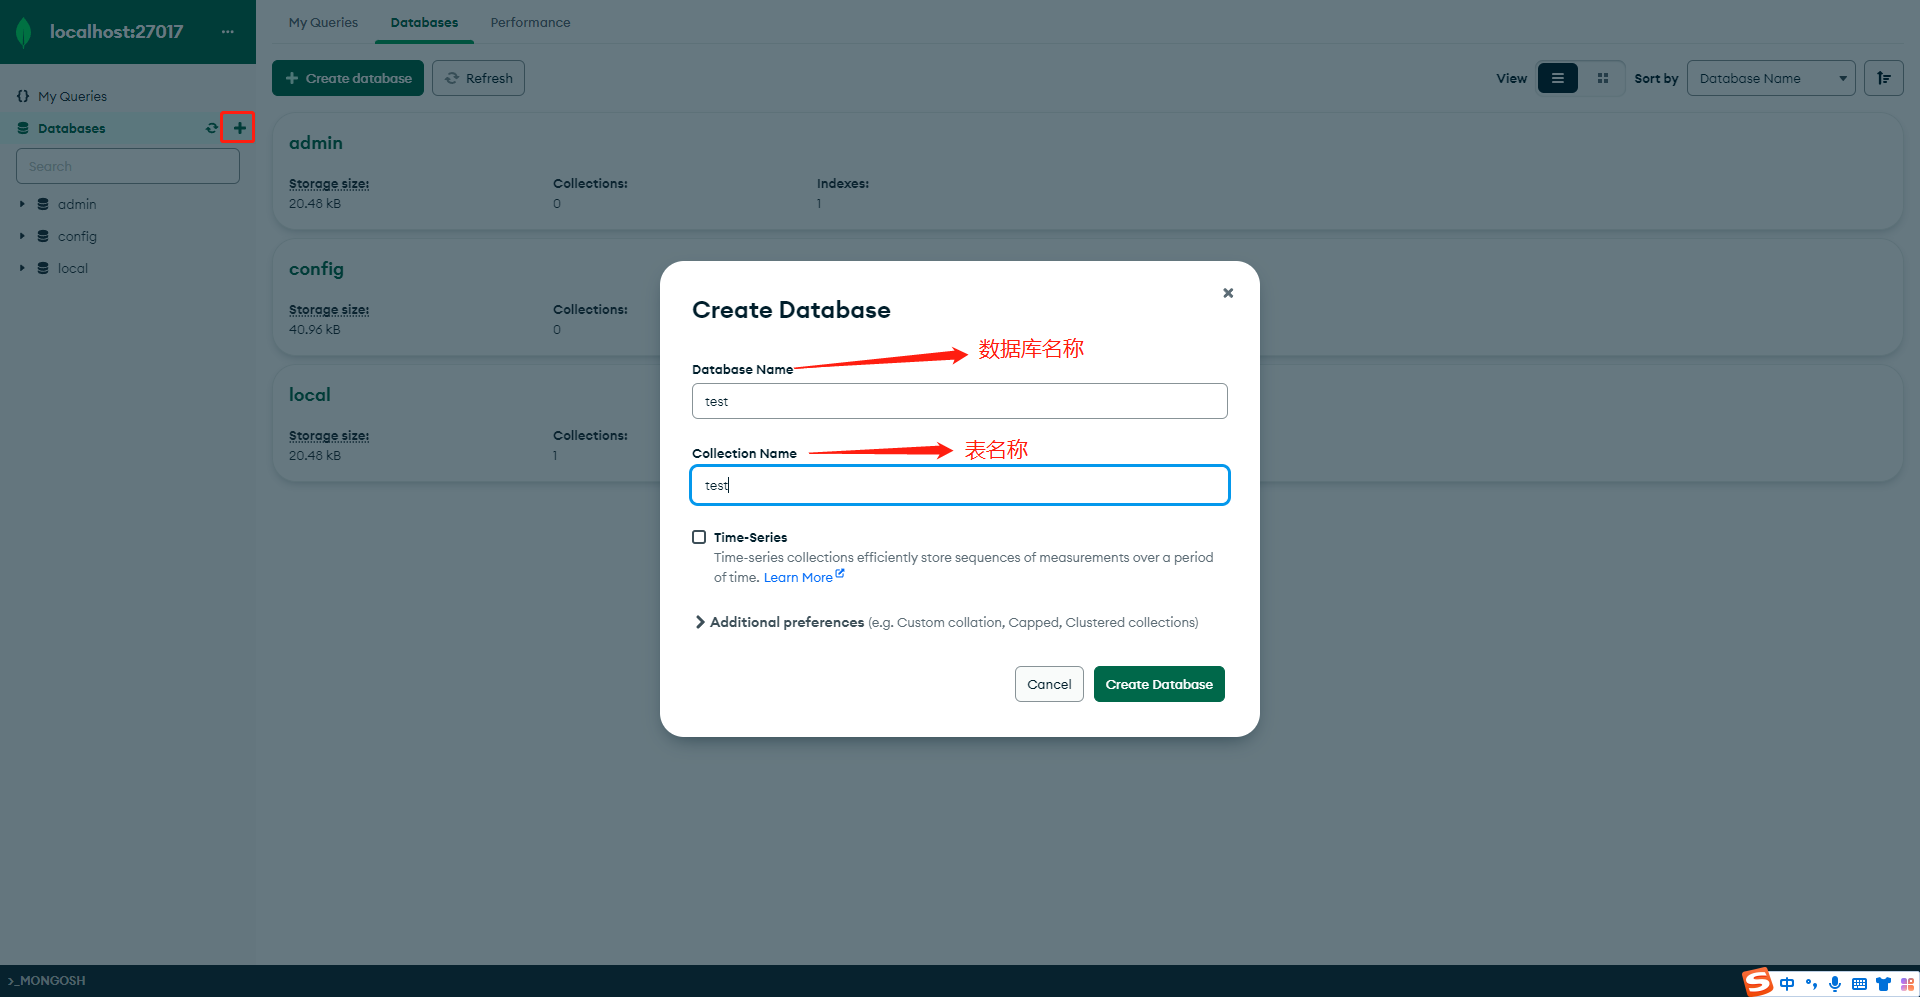 localhost:27017
...
My Queries
Databases
Performance
Create database
Refresh
View
Sort by
Database Name
{} My Queries
Databases
Search
admin
config
local
admin
Storage size:
Collections:
Indexes:
20.48 kB
0
1
config
Storage size:
Collections:
40.96 kB
0
local
Storage size:
Collections:
20.48 kB
1
Create Database
数据库名称
Database Name
test
表名称
Collection Name
test
Time-Series
Time-series collections efficiently store sequences of measurements over a period
of time. Learn More
Additional preferences (e.g. Custom collation, Capped, Clustered collections)
Cancel
Create Database
>_MONGOSH
S 中